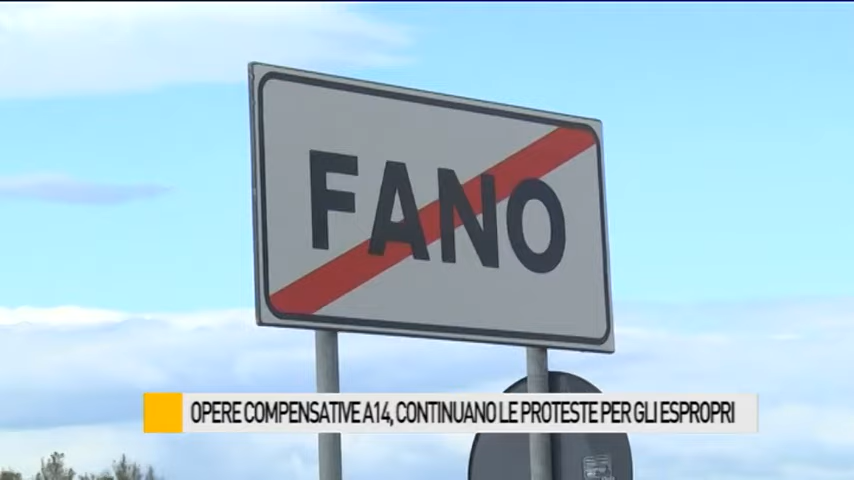 FANO
OPERE COMPENSATIVE A14, CONTINUANO LE PROTESTE PER GLI ESPROPRI